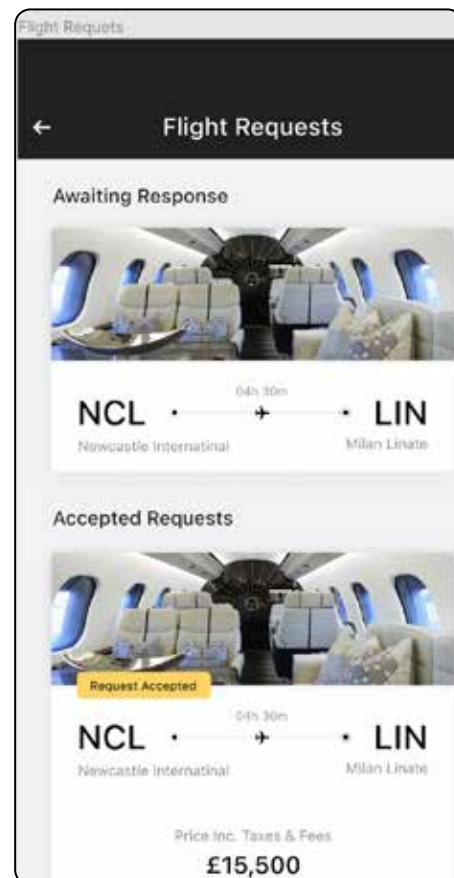 Flight Requets
Flight Requests
Awaiting Response
04h 30m
NCL LIN
Newcastle Internatinal Milan Linate
Accepted Requests
Request Accepted
04h 30m
NCL LIN
Newcastle Internatinal Milan Linate
Price Inc. Taxes & Fees
£15,500